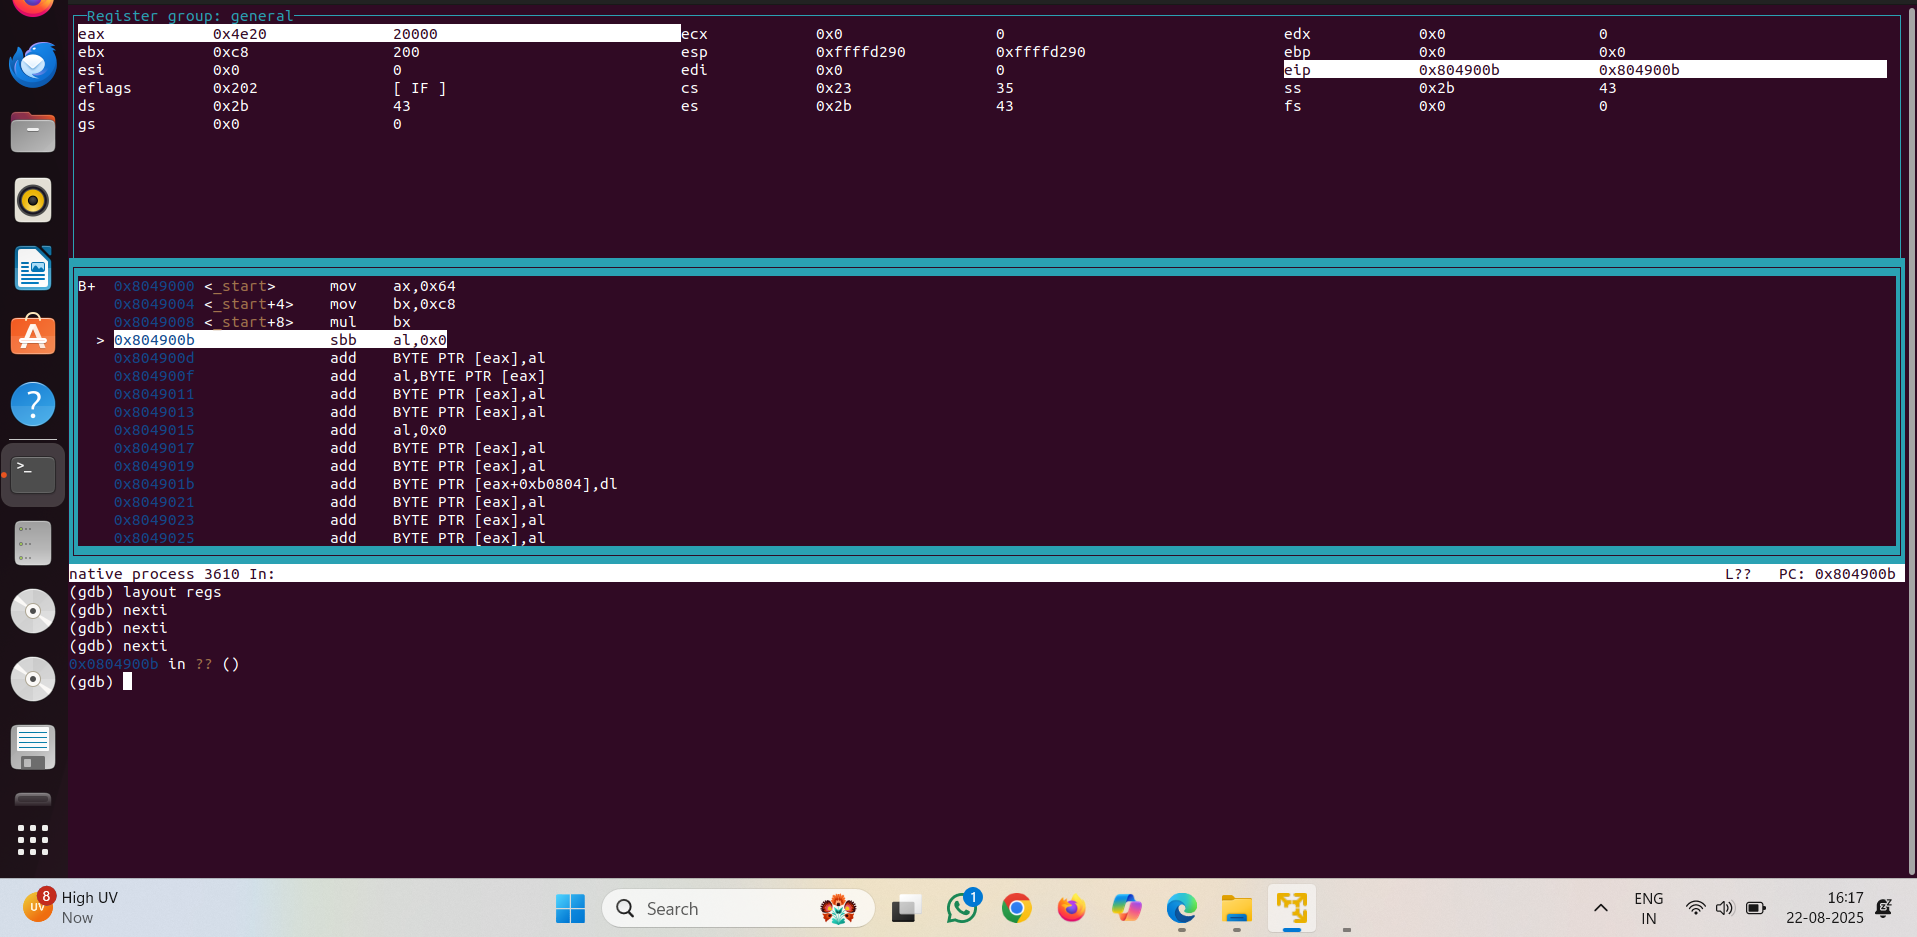 Register group: general
eax 0x4e20 20000 ecx 0x0 0 edx 0x0 0
ebx 0xc8 200 esp 0xffffd290 0xffffd290 ebp 0x0 0x0
esi 0x0 0 edi 0x0 0 eip 0x804900b 0x804900b
eflags 0x202 [ IF ] cs 0x23 35 ss 0x2b 43
ds 0x2b 43 es 0x2b 43 fs 0x0 0
gs 0x0 0
B+ 0x8049000 <_start> mov ax,0x64
0x8049004 <_start+4> mov bx,0xc8
0x8049008 <_start+8> mul bx
> 0x804900b sbb al,0x0
0x804900d add BYTE PTR [eax],al
0x804900f add al,BYTE PTR [eax]
0x8049011 add BYTE PTR [eax],al
0x8049013 add BYTE PTR [eax],al
0x8049015 add al,0x0
0x8049017 add BYTE PTR [eax],al
0x8049019 add BYTE PTR [eax],al
0x804901b add BYTE PTR [eax+0xb0804],dl
0x8049021 add BYTE PTR [eax],al
0x8049023 add BYTE PTR [eax],al
0x8049025 add BYTE PTR [eax],al
native process 3610 In: L?? PC: 0x804900b
(gdb) layout regs
(gdb) nexti
(gdb) nexti
(gdb) nexti
0x0804900b in ?? ()
(gdb)
UV 8 High UV
Now
Search
1
ENG
IN
16:17
22-08-2025